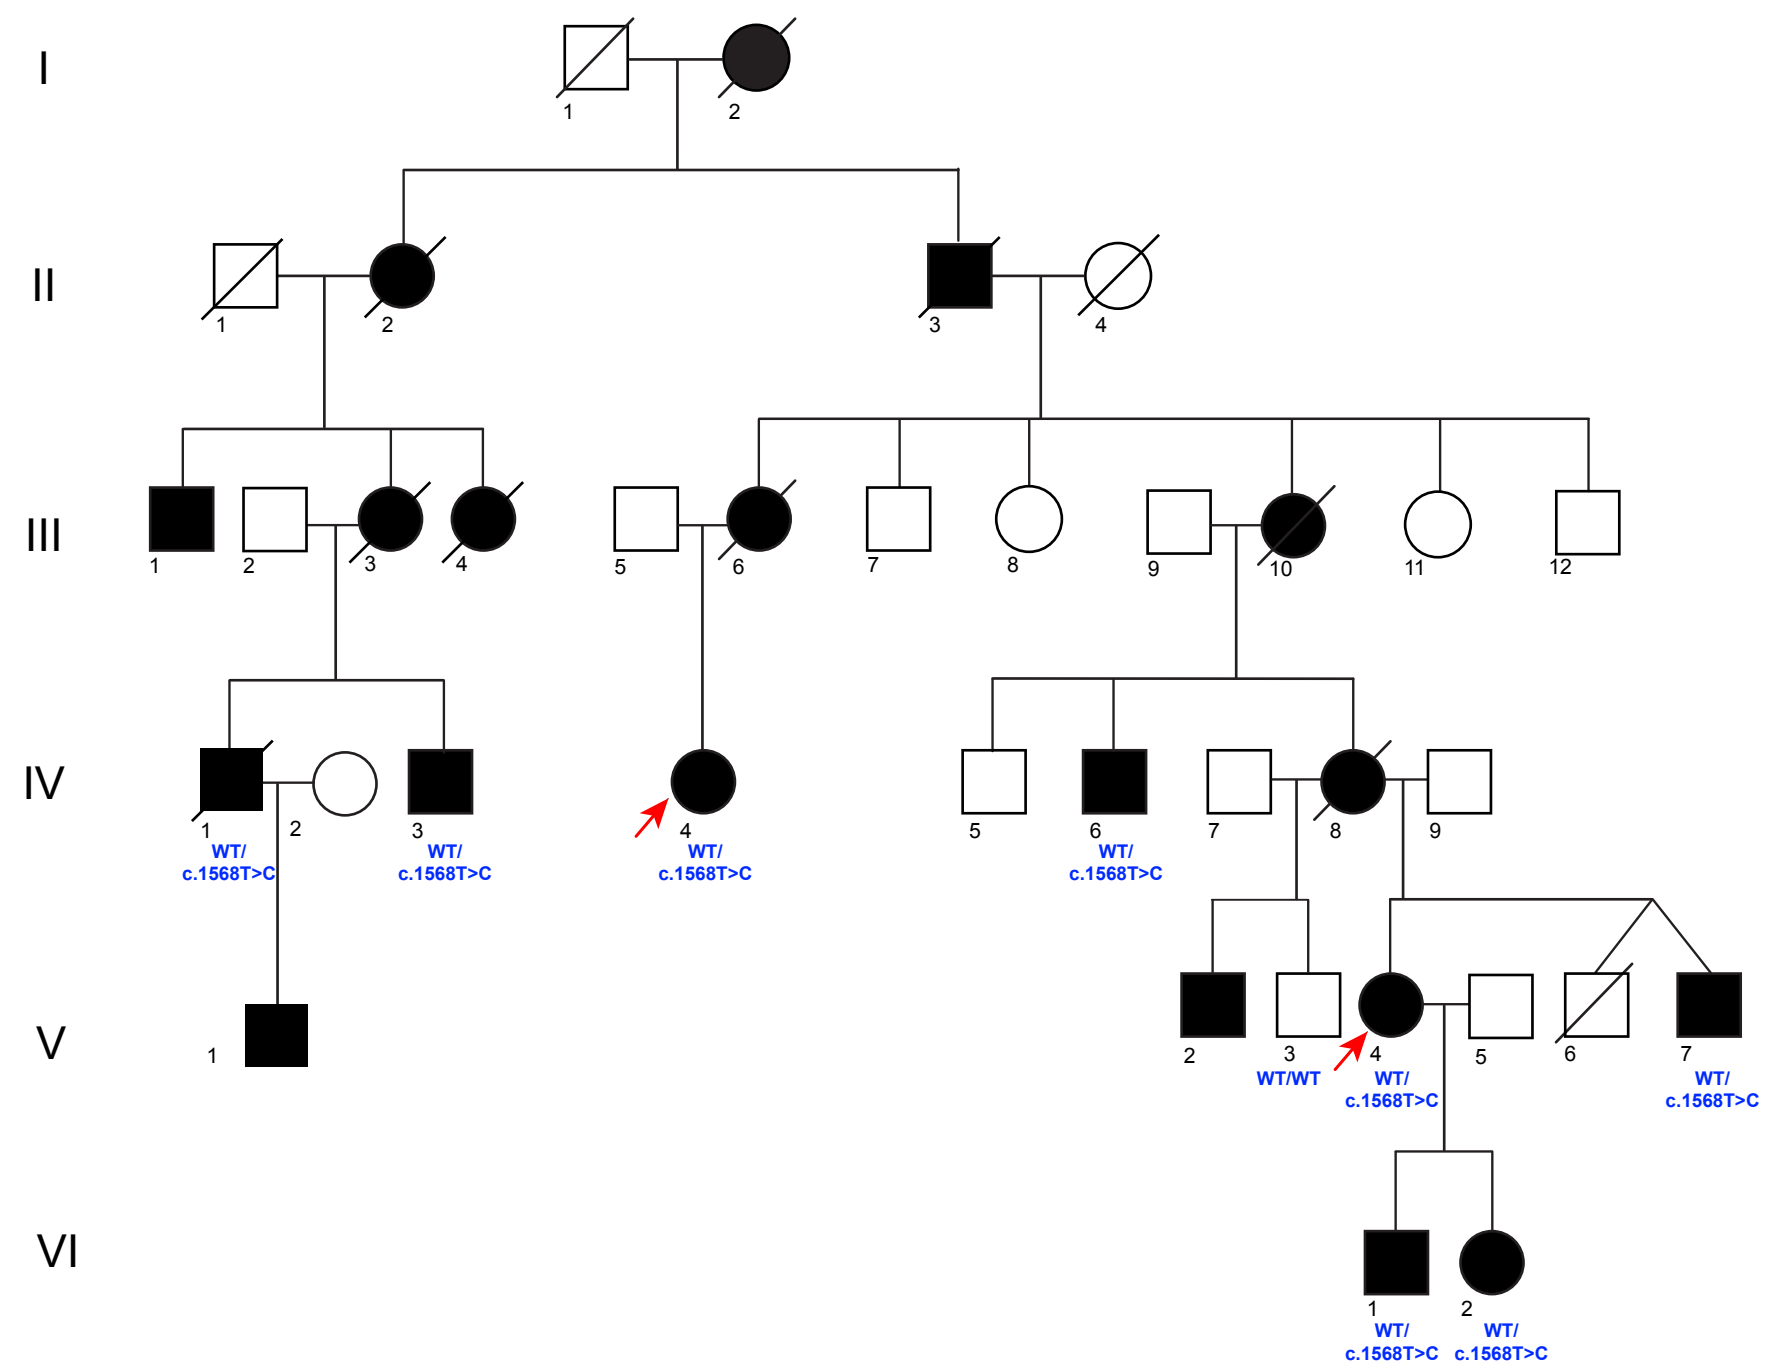 I
1 2
II
1 2 3 4
III
1 2 3 4 5 6 7 8 9 10 11 12
IV
1 2 3 4 5 6 7 8 9
WT/ WT/ WT/ WT/
c.1568T>C c.1568T>C c.1568T>C c.1568T>C
V
1 2 3 4 5 6 7
WT/WT WT/ WT/
c.1568T>C c.1568T>C
VI
1 2
WT/ WT/
c.1568T>C c.1568T>C